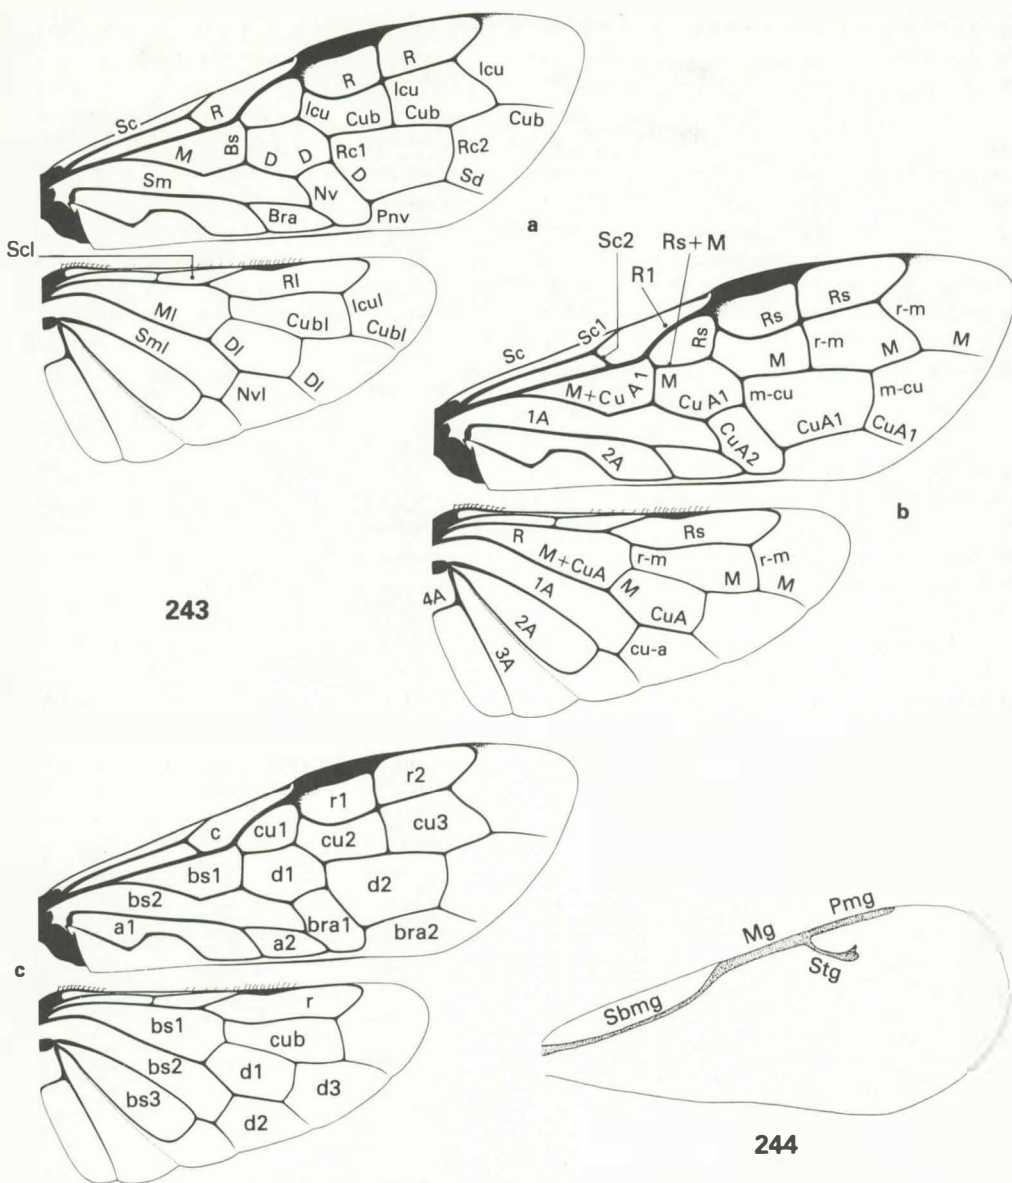 R
R
Icu
Icu
Icu
Cub
Cub
Cub
Sc
R
Bs
M
D D
Rc1
D
Rc2
Sd
Sm
Nv
Bra
Pnv
a
Scl
Rl
Icul
Ml
Cubl
Cubl
Dl
Sml
Dl
Nvl
Sc2
Rs+M
R1
Sc1
Sc
Rs
Rs
Rs
r-m
r-m
M
M
M
M+CuA1
M
CuA1
m-cu
m-cu
CuA1
CuA1
1A
CuA2
2A
b
R
Rs
r-m
r-m
M+CuA
M
M
M
1A
CuA
2A
cu-a
4A
3A
243
r2
r1
c
cu1
cu2
cu3
bs1
d1
d2
bs2
a1
bra1
a2
bra2
c
r
bs1
cub
bs2
d1
d3
bs3
d2
Pmg
Mg
Stg
Sbmg
244